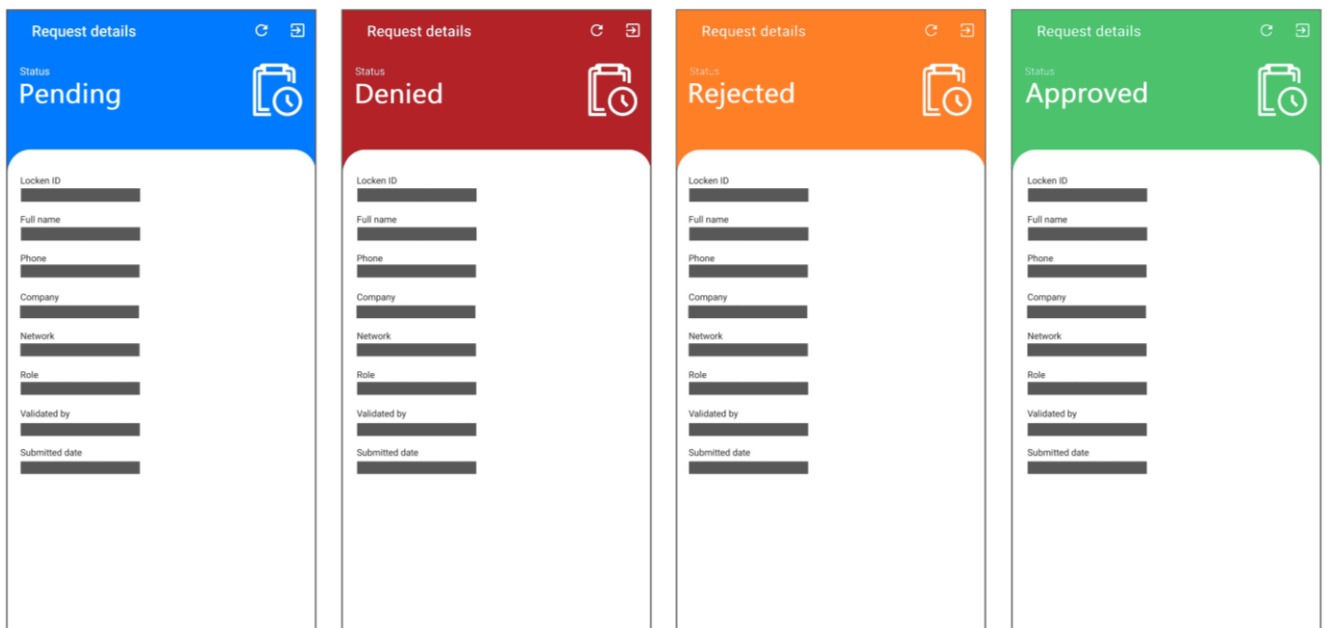 Request details
Status
Pending
Locken ID
Full name
Phone
Company
Network
Role
Validated by
Submitted date
Request details
Status
Denied
Locken ID
Full name
Phone
Company
Network
Role
Validated by
Submitted date
Request details
Status
Rejected
Locken ID
Full name
Phone
Company
Network
Role
Validated by
Submitted date
Request details
Status
Approved
Locken ID
Full name
Phone
Company
Network
Role
Validated by
Submitted date